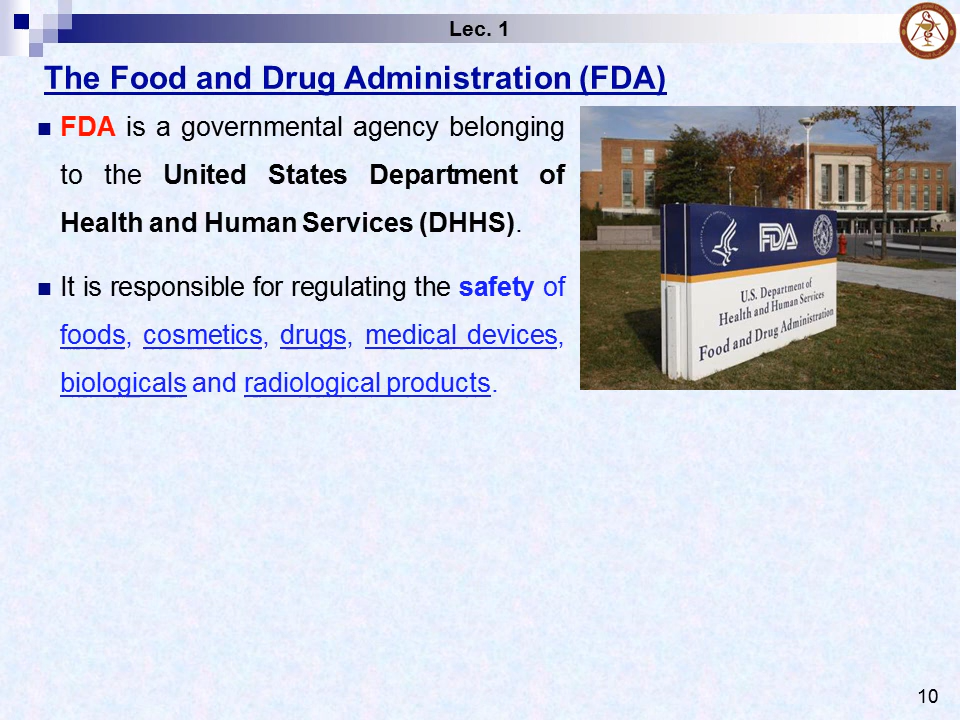 Lec. 1
The Food and Drug Administration (FDA)
FDA is a governmental agency belonging
to the United States Department of
Health and Human Services (DHHS).
It is responsible for regulating the safety of
foods, cosmetics, drugs, medical devices,
biologicals and radiological products.
FDA
U.S. Department of
Health and Human Services
Food and Drug Administration
10